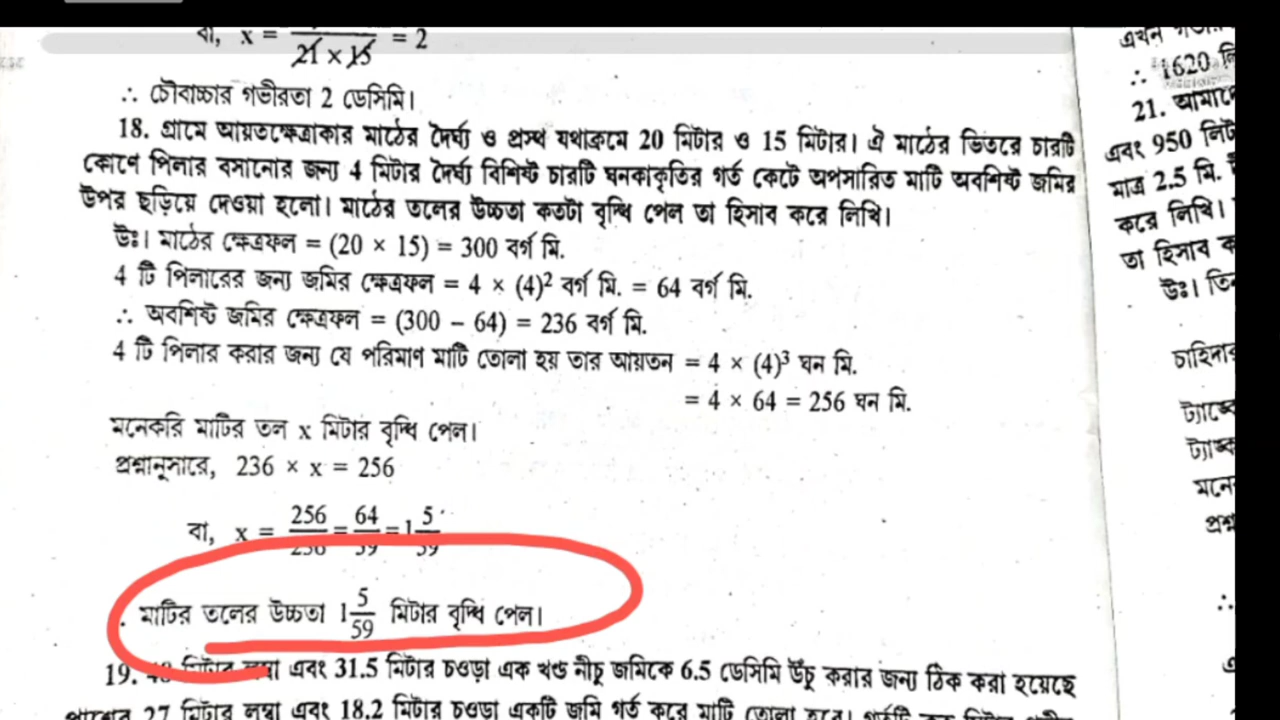 বা, x = 21 × 15 = 2
∴ চৌবাচ্চার গভীরতা 2 ডেসিমি।
18. গ্রামে আয়তক্ষেত্রাকার মাঠের দৈর্ঘ্য ও প্রস্থ যথাক্রমে 20 মিটার ও 15 মিটার। ঐ মাঠের ভিতরে চারটি
কোণে পিলার বসানোর জন্য 4 মিটার দৈর্ঘ্য বিশিষ্ট চারটি ঘনকাকৃতির গর্ত কেটে অপসারিত মাটি অবশিষ্ট জমির
উপর ছড়িয়ে দেওয়া হলো। মাঠের তলের উচ্চতা কতটা বৃদ্ধি পেল তা হিসাব করে লিখি।
উঃ। মাঠের ক্ষেত্রফল = (20 × 15) = 300 বর্গ মি.
4 টি পিলারের জন্য জমির ক্ষেত্রফল = 4 × (4)² বর্গ মি. = 64 বর্গ মি.
∴ অবশিষ্ট জমির ক্ষেত্রফল = (300 – 64) = 236 বর্গ মি.
4 টি পিলার করার জন্য যে পরিমাণ মাটি তোলা হয় তার আয়তন = 4 × (4)³ ঘন মি.
= 4 × 64 = 256 ঘন মি.
মনেকরি মাটির তল x মিটার বৃদ্ধি পেল।
প্রশ্নানুসারে, 236 × x = 256
বা, x = 256/236 = 64/59 = 1 5/59
মাটির তলের উচ্চতা 1 5/59 মিটার বৃদ্ধি পেল।
19. 40 মিটার লম্বা এবং 31.5 মিটার চওড়া এক খণ্ড নীচু জমিকে 6.5 ডেসিমি উঁচু করার জন্য ঠিক করা হয়েছে
পাশের 27 মিটার লম্বা এবং 18.2 মিটার চওড়া একটি জমি গর্ত করে মাটি তোলা হবে।
এখন
∴ 1620 লি
21. আমাদে
এবং 950 লিট
মাত্র 2.5 মি.
করে লিখি।
তা হিসাব ক
উঃ। তিন
চাহিদার
ট্যাঙ্কে
ট্যাঙ্ক
মনে
প্রশ্ন
∴